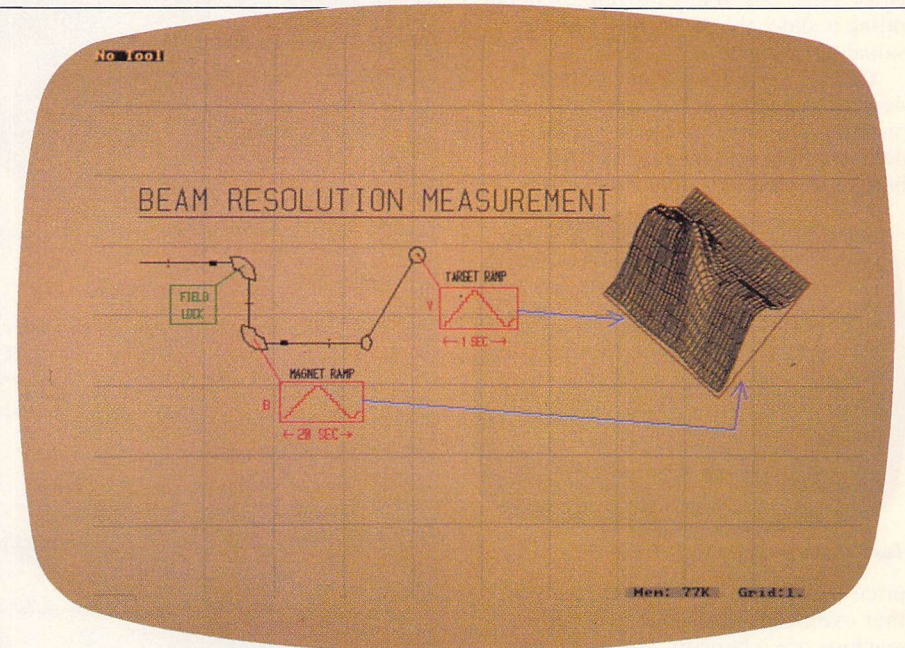 No Tool
BEAM RESOLUTION MEASUREMENT
FIELD
LOCK
TARGET RAMP
V
←1 SEC→
MAGNET RAMP
B
←20 SEC→
Mem: 77K Grid:1.